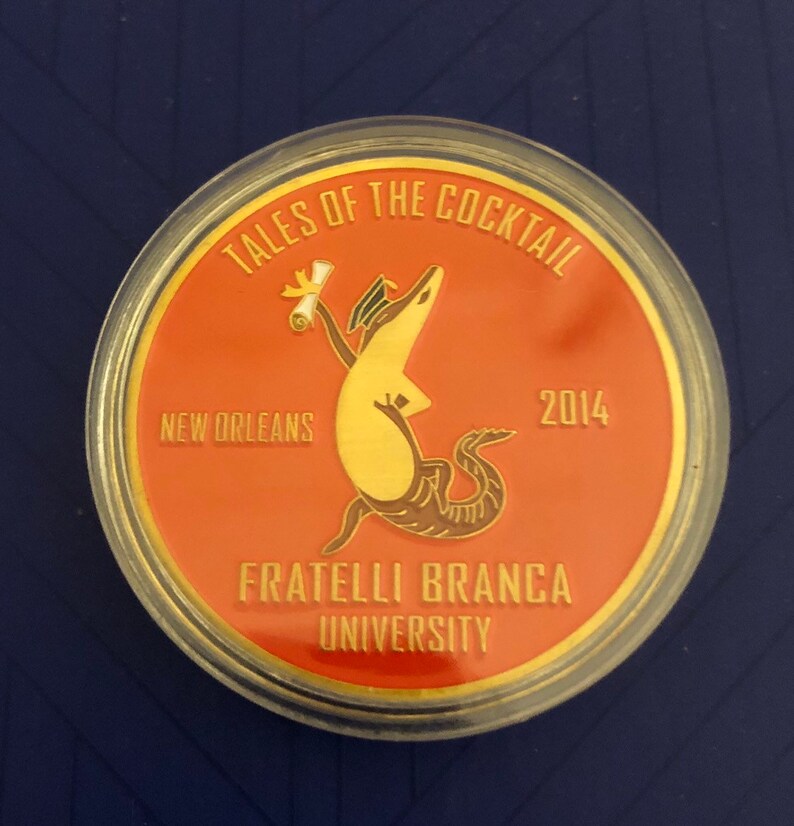 TALES OF THE COCKTAIL
NEW ORLEANS
2014
FRATELLI BRANCA
UNIVERSITY